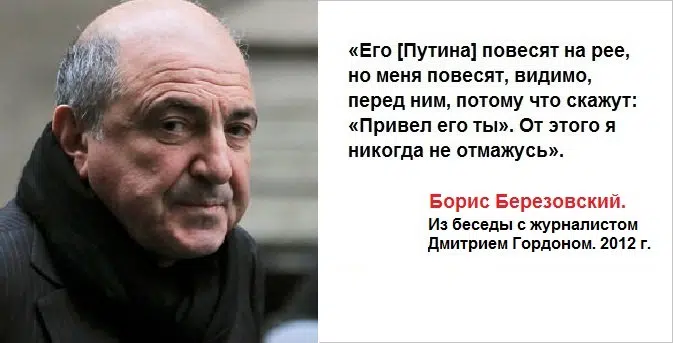 «Его [Путина] повесят на рее,
но меня повесят, видимо,
перед ним, потому что скажут:
«Привел его ты». От этого я
никогда не отмажусь».
Борис Березовский.
Из беседы с журналистом
Дмитрием Гордоном. 2012 г.